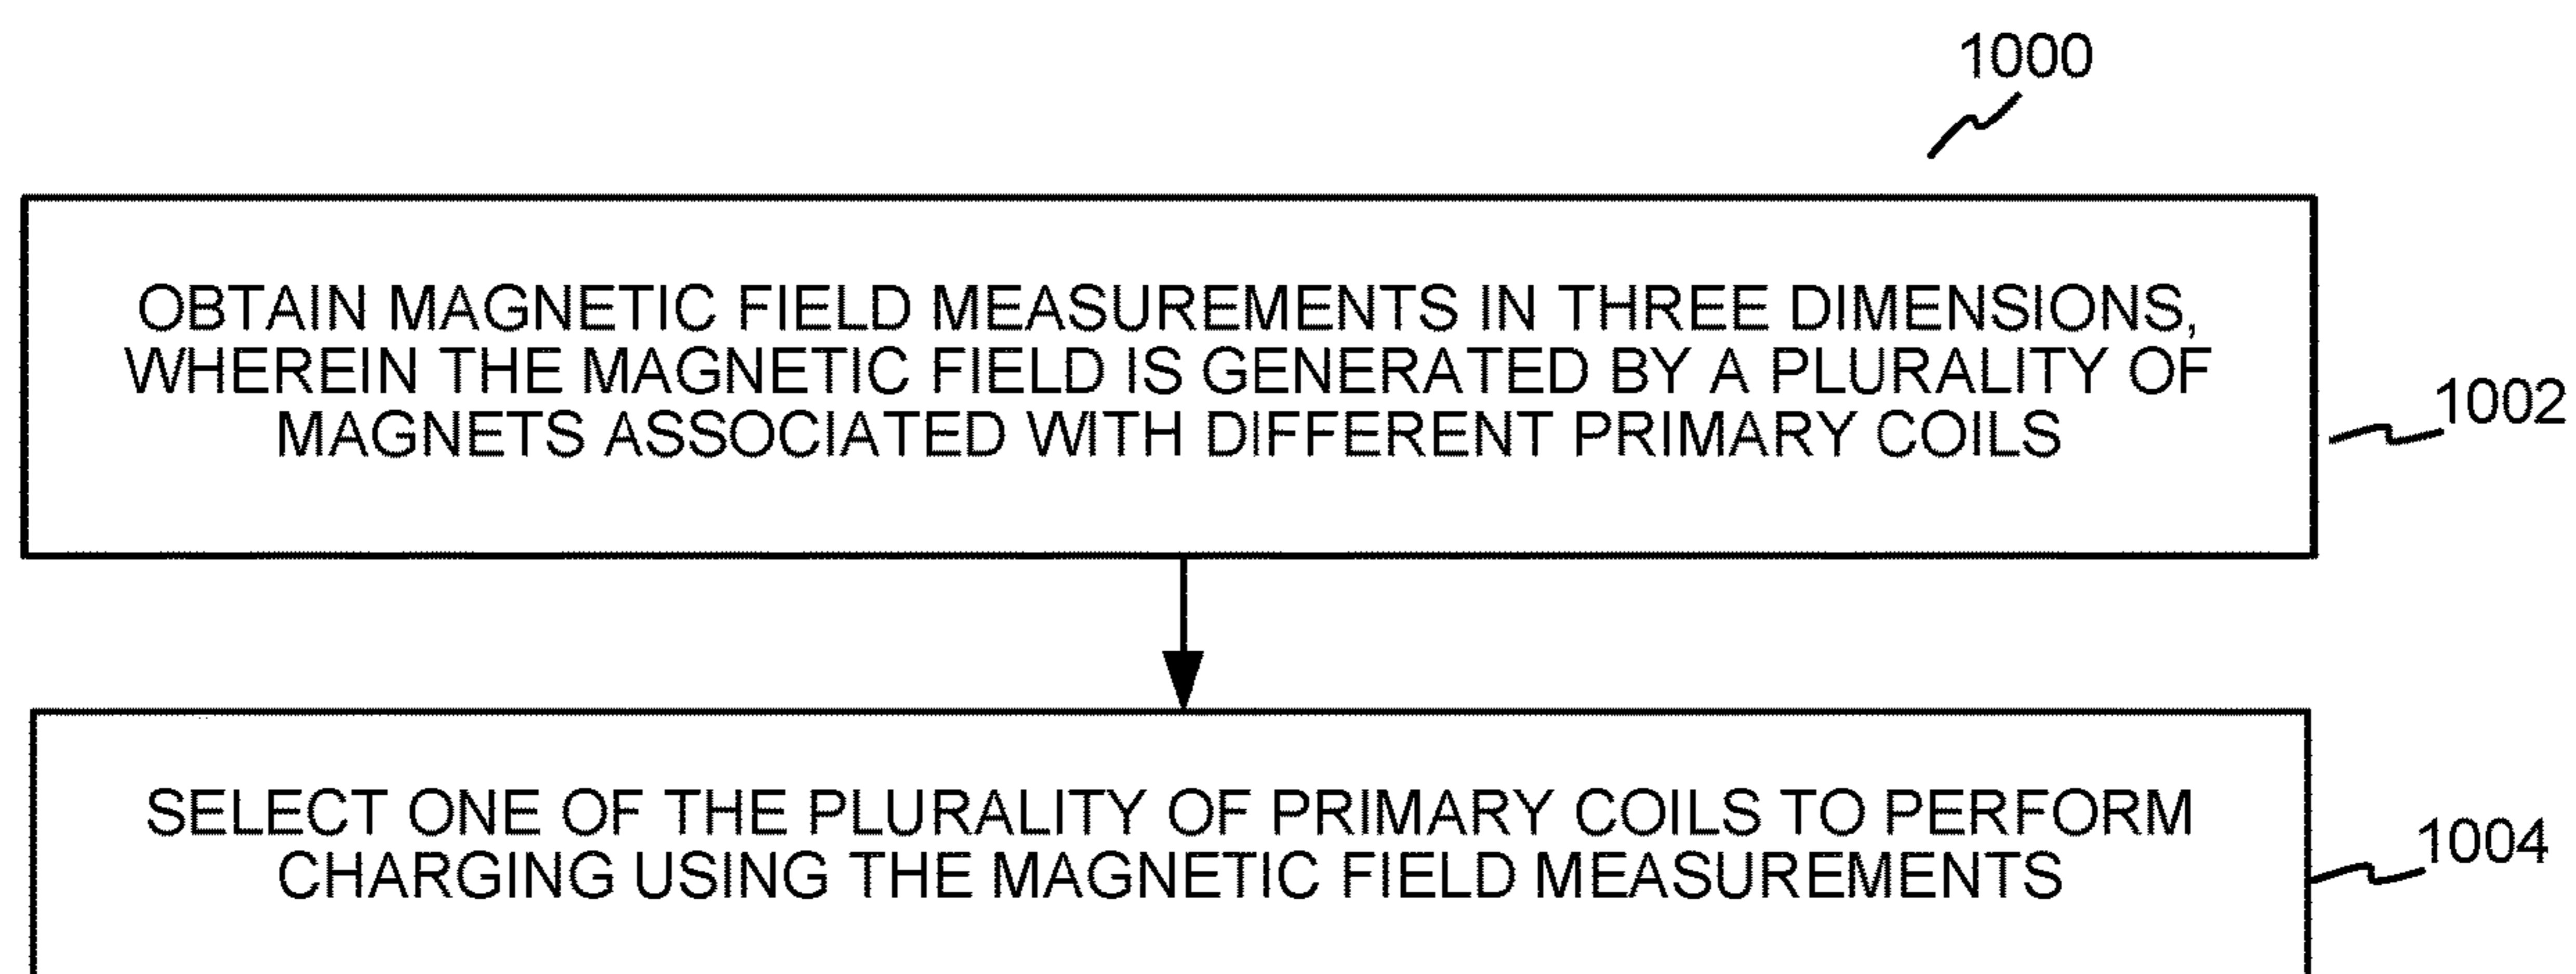 1000
OBTAIN MAGNETIC FIELD MEASUREMENTS IN THREE DIMENSIONS,
WHEREIN THE MAGNETIC FIELD IS GENERATED BY A PLURALITY OF
MAGNETS ASSOCIATED WITH DIFFERENT PRIMARY COILS
1002
SELECT ONE OF THE PLURALITY OF PRIMARY COILS TO PERFORM
CHARGING USING THE MAGNETIC FIELD MEASUREMENTS
1004